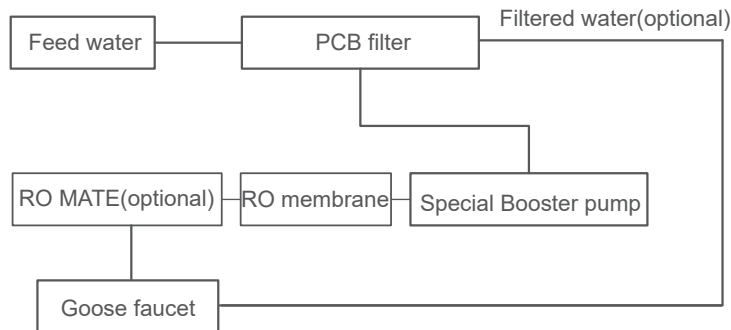 Filtered water(optional)
Feed water
PCB filter
RO MATE(optional)
RO membrane
Special Booster pump
Goose faucet